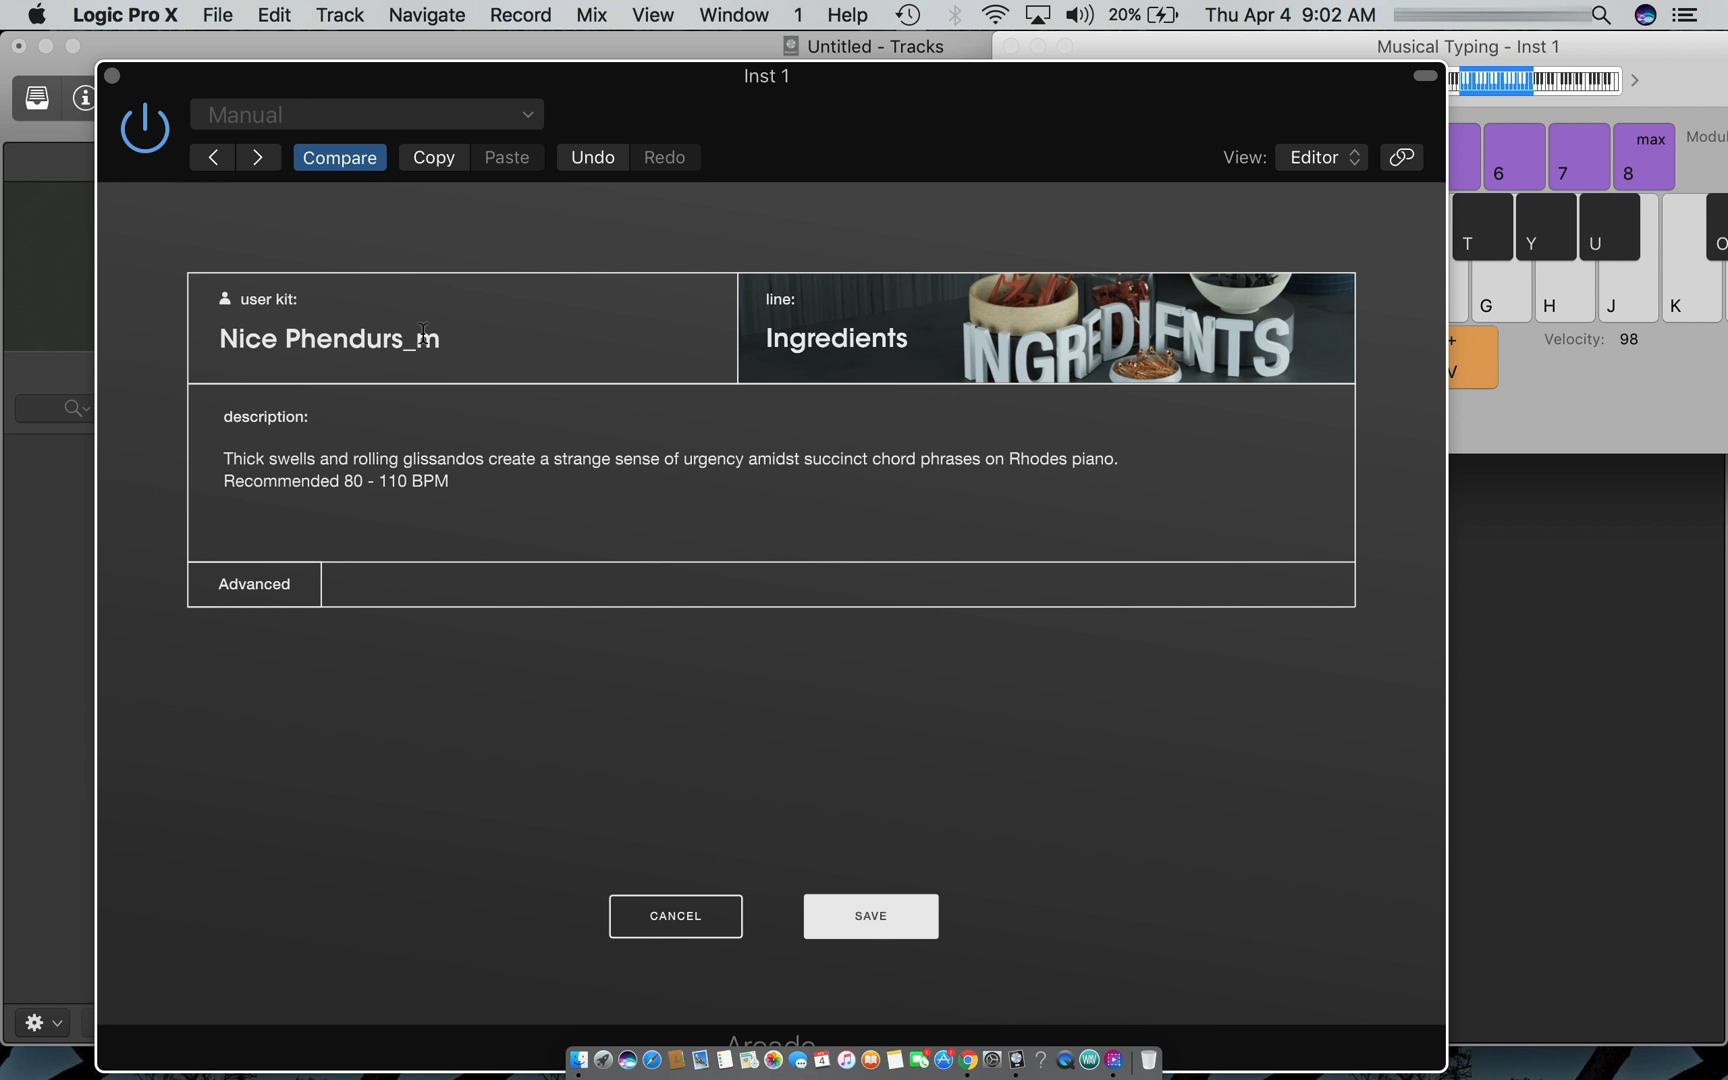 Logic Pro X File Edit Track Navigate Record Mix View Window 1 Help 20% Thu Apr 4 9:02 AM
Untitled - Tracks
Musical Typing - Inst 1
Inst 1
Manual
Compare Copy Paste Undo Redo
View: Editor
max
6 7 8
T Y U O
G H J K
+
V
Velocity: 98
user kit:
Nice Phendurs_m
line:
Ingredients
INGREDIENTS
description:
Thick swells and rolling glissandos create a strange sense of urgency amidst succinct chord phrases on Rhodes piano.
Recommended 80 - 110 BPM
Advanced
CANCEL
SAVE
Arcade